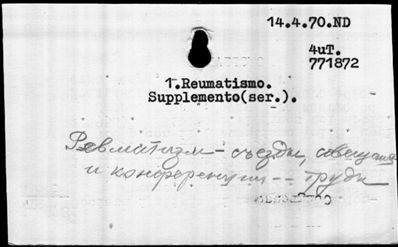 14.4.70.ND
4uT.
771872
1.Reumatismo.
Supplemento(ser.).
Ревматизм - съезды, совещания
и конференции -- труды